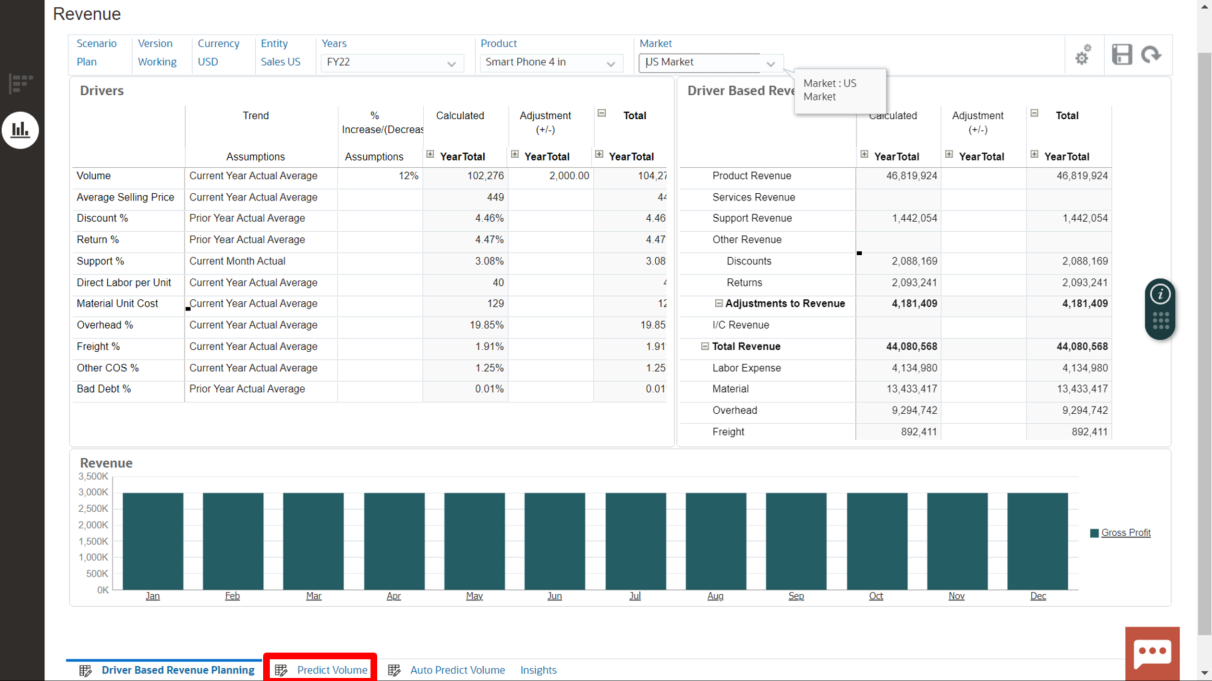 Revenue
Scenario Version Currency Entity Years Product Market
Plan Working USD Sales US FY22 Smart Phone 4 in US Market
Market : US
Market
Drivers
Trend % Calculated Adjustment Total
Increase/(Decreas (+/-)
Assumptions Assumptions YearTotal YearTotal YearTotal
Volume Current Year Actual Average 12% 102,276 2,000.00 104,27
Average Selling Price Current Year Actual Average 449 44
Discount % Prior Year Actual Average 4.46% 4.46
Return % Prior Year Actual Average 4.47% 4.47
Support % Current Month Actual 3.08% 3.08
Direct Labor per Unit Current Year Actual Average 40 4
Material Unit Cost Current Year Actual Average 129 12
Overhead % Current Year Actual Average 19.85% 19.85
Freight % Current Year Actual Average 1.91% 1.91
Other COS % Current Year Actual Average 1.25% 1.25
Bad Debt % Prior Year Actual Average 0.01% 0.01
Driver Based Reve
Calculated Adjustment Total
(+/-)
YearTotal YearTotal YearTotal
Product Revenue 46,819,924 46,819,924
Services Revenue
Support Revenue 1,442,054 1,442,054
Other Revenue
Discounts 2,088,169 2,088,169
Returns 2,093,241 2,093,241
Adjustments to Revenue 4,181,409 4,181,409
I/C Revenue
Total Revenue 44,080,568 44,080,568
Labor Expense 4,134,980 4,134,980
Material 13,433,417 13,433,417
Overhead 9,294,742 9,294,742
Freight 892,411 892,411
Revenue
3,500K
3,000K
2,500K
2,000K
1,500K
1,000K
500K
0K
Jan Feb Mar Apr May Jun Jul Aug Sep Oct Nov Dec
Gross Profit
Driver Based Revenue Planning Predict Volume Auto Predict Volume Insights